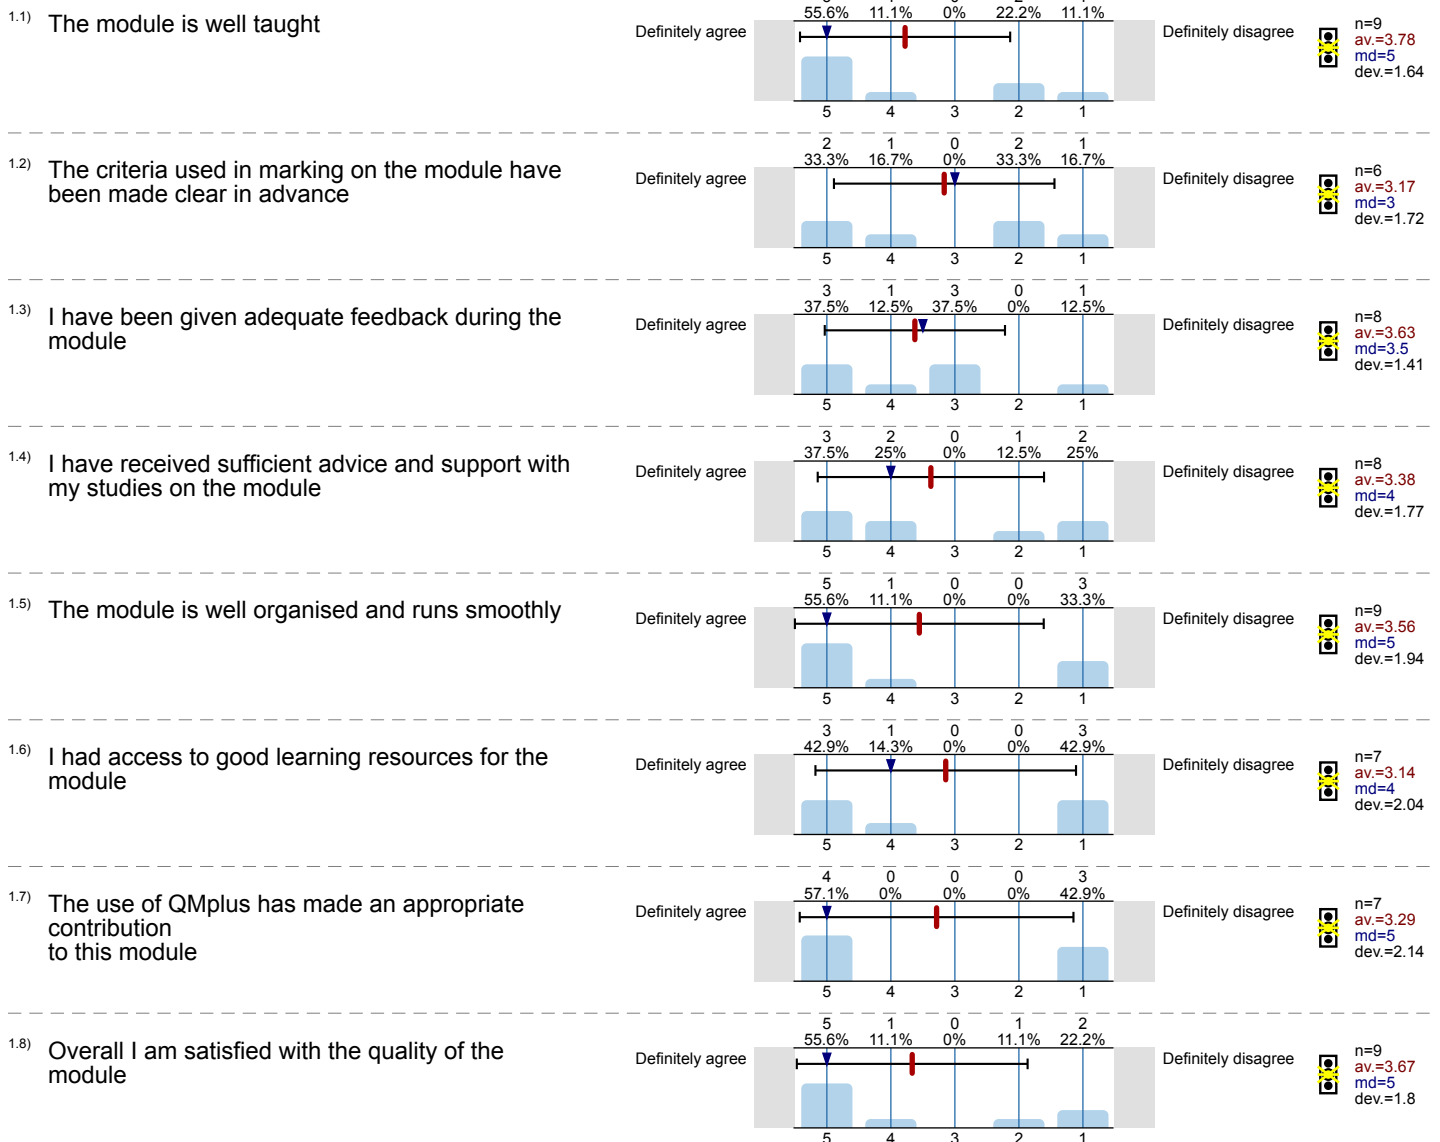 55.6% 11.1% 0% 22.2% 11.1%
1.1) The module is well taught
Definitely agree
Definitely disagree
n=9
av.=3.78
md=5
dev.=1.64
5 4 3 2 1
2 1 0 2 1
33.3% 16.7% 0% 33.3% 16.7%
1.2) The criteria used in marking on the module have
been made clear in advance
Definitely agree
Definitely disagree
n=6
av.=3.17
md=3
dev.=1.72
5 4 3 2 1
3 1 3 0 1
37.5% 12.5% 37.5% 0% 12.5%
1.3) I have been given adequate feedback during the
module
Definitely agree
Definitely disagree
n=8
av.=3.63
md=3.5
dev.=1.41
5 4 3 2 1
3 2 0 1 2
37.5% 25% 0% 12.5% 25%
1.4) I have received sufficient advice and support with
my studies on the module
Definitely agree
Definitely disagree
n=8
av.=3.38
md=4
dev.=1.77
5 4 3 2 1
5 1 0 0 3
55.6% 11.1% 0% 0% 33.3%
1.5) The module is well organised and runs smoothly
Definitely agree
Definitely disagree
n=9
av.=3.56
md=5
dev.=1.94
5 4 3 2 1
3 1 0 0 3
42.9% 14.3% 0% 0% 42.9%
1.6) I had access to good learning resources for the
module
Definitely agree
Definitely disagree
n=7
av.=3.14
md=4
dev.=2.04
5 4 3 2 1
4 0 0 0 3
57.1% 0% 0% 0% 42.9%
1.7) The use of QMplus has made an appropriate
contribution
to this module
Definitely agree
Definitely disagree
n=7
av.=3.29
md=5
dev.=2.14
5 4 3 2 1
5 1 0 1 2
55.6% 11.1% 0% 11.1% 22.2%
1.8) Overall I am satisfied with the quality of the
module
Definitely agree
Definitely disagree
n=9
av.=3.67
md=5
dev.=1.8
5 4 3 2 1